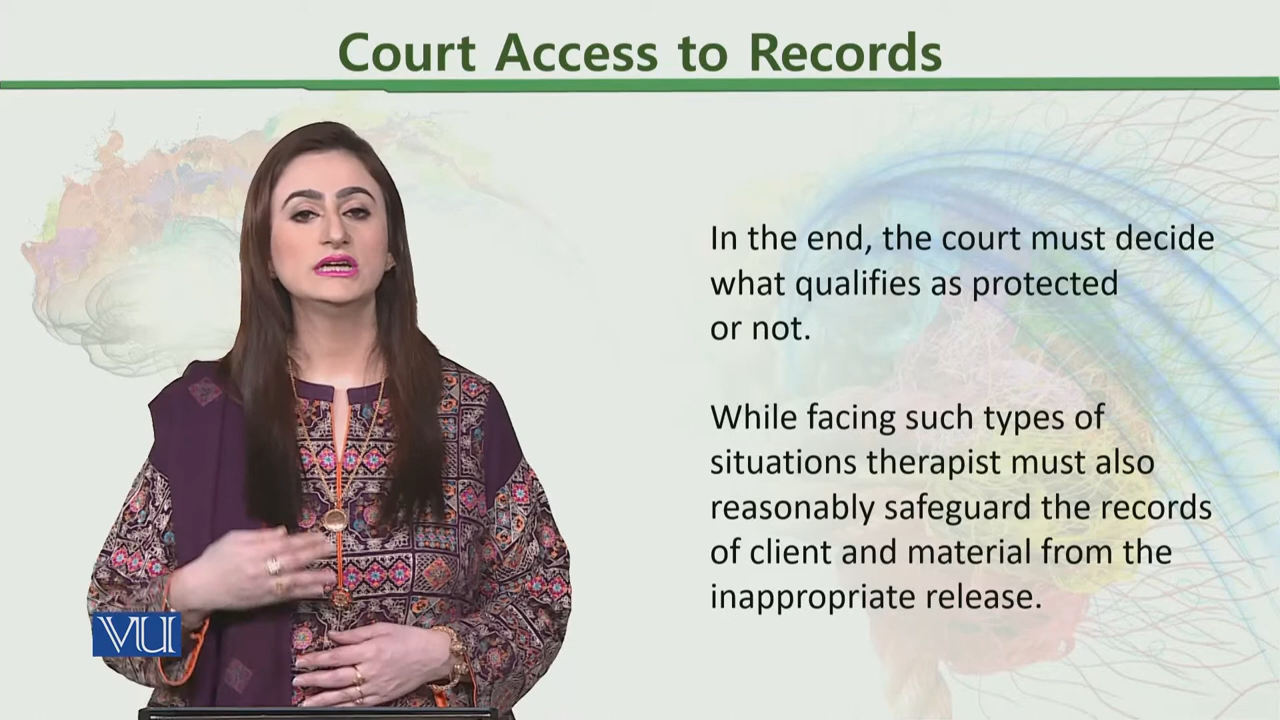 Court Access to Records
In the end, the court must decide
what qualifies as protected
or not.
While facing such types of
situations therapist must also
reasonably safeguard the records
of client and material from the
inappropriate release.
VU